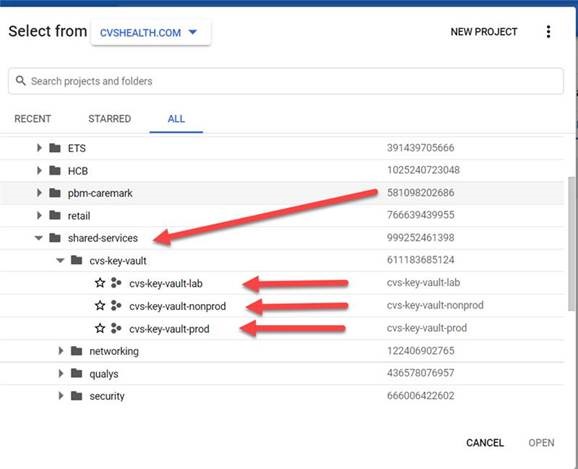 Select from CVSHEALTH.COM NEW PROJECT
Search projects and folders
RECENT STARRED ALL
ETS 391439705666
HCB 1025240723048
pbm-caremark 581098202686
retail 766639439955
shared-services 999252461398
cvs-key-vault 611183685124
cvs-key-vault-lab cvs-key-vault-lab
cvs-key-vault-nonprod cvs-key-vault-nonprod
cvs-key-vault-prod cvs-key-vault-prod
networking 122406902765
qualys 436578076957
security 666006422602
CANCEL OPEN